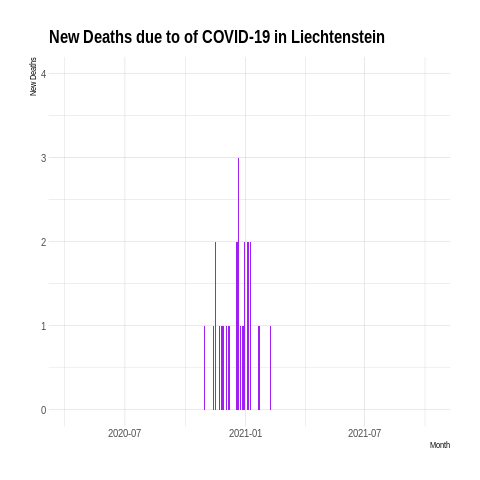 New Deaths due to of COVID-19 in Liechtenstein
New Deaths
4
3
2
1
0
2020-07
2021-01
2021-07
Month